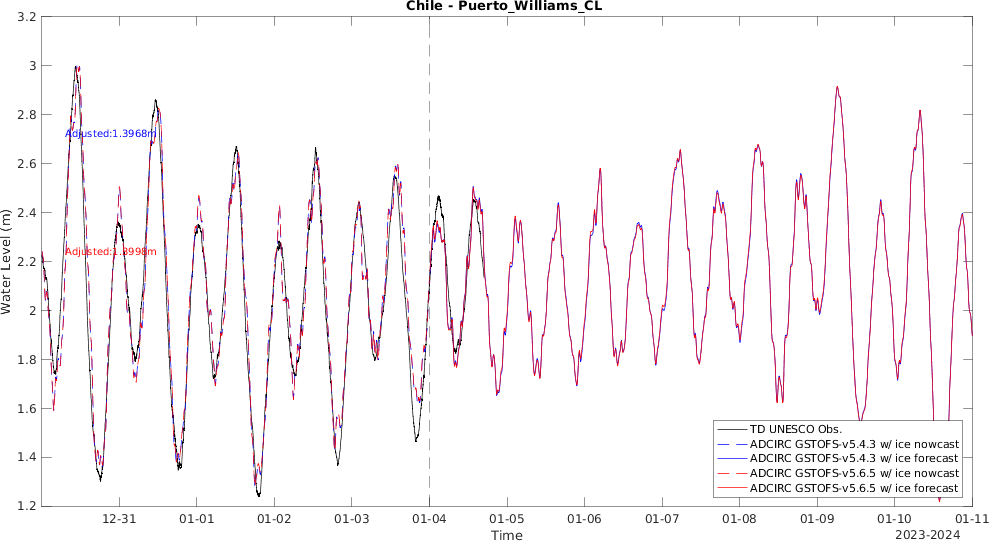 Chile - Puerto_Williams_CL
3.2
3
2.8
2.6
2.4
2.2
2
1.8
1.6
1.4
1.2
Water Level (m)
Adjusted:1.3968m
Adjusted:1.3998m
TD UNESCO Obs.
ADCIRC GSTOFS-v5.4.3 w/ ice nowcast
ADCIRC GSTOFS-v5.4.3 w/ ice forecast
ADCIRC GSTOFS-v5.6.5 w/ ice nowcast
ADCIRC GSTOFS-v5.6.5 w/ ice forecast
12-31 01-01 01-02 01-03 01-04 01-05 01-06 01-07 01-08 01-09 01-10 01-11
Time
2023-2024